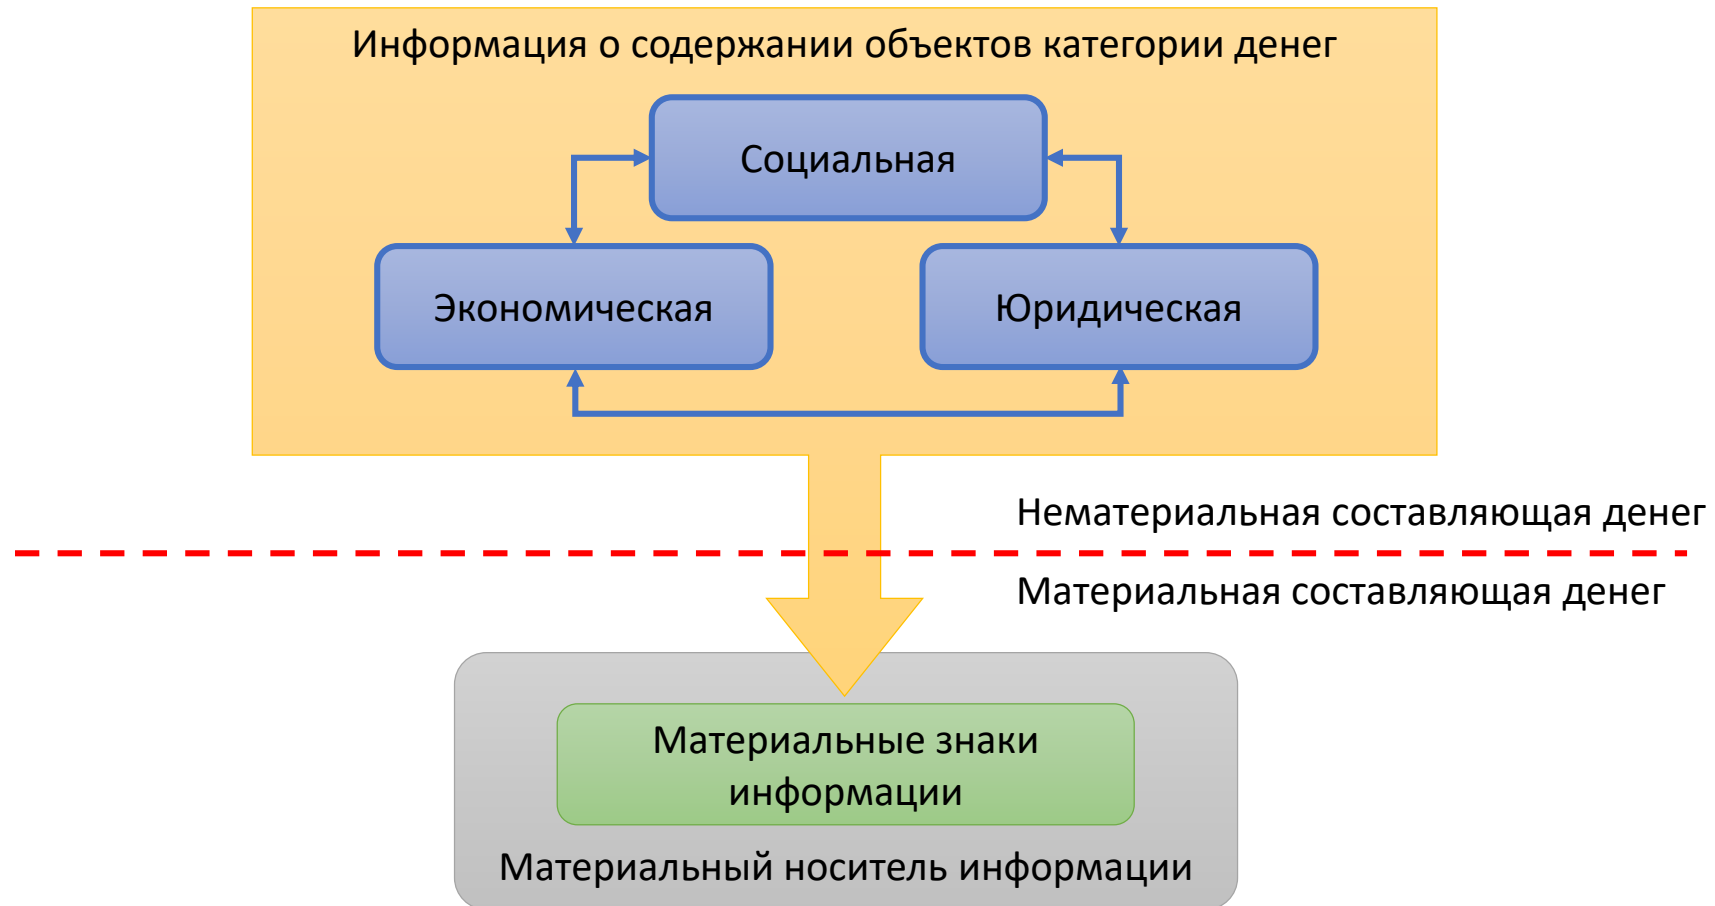 Информация о содержании объектов категории денег
Социальная
Экономическая
Юридическая
Нематериальная составляющая денег
Материальная составляющая денег
Материальные знаки
информации
Материальный носитель информации